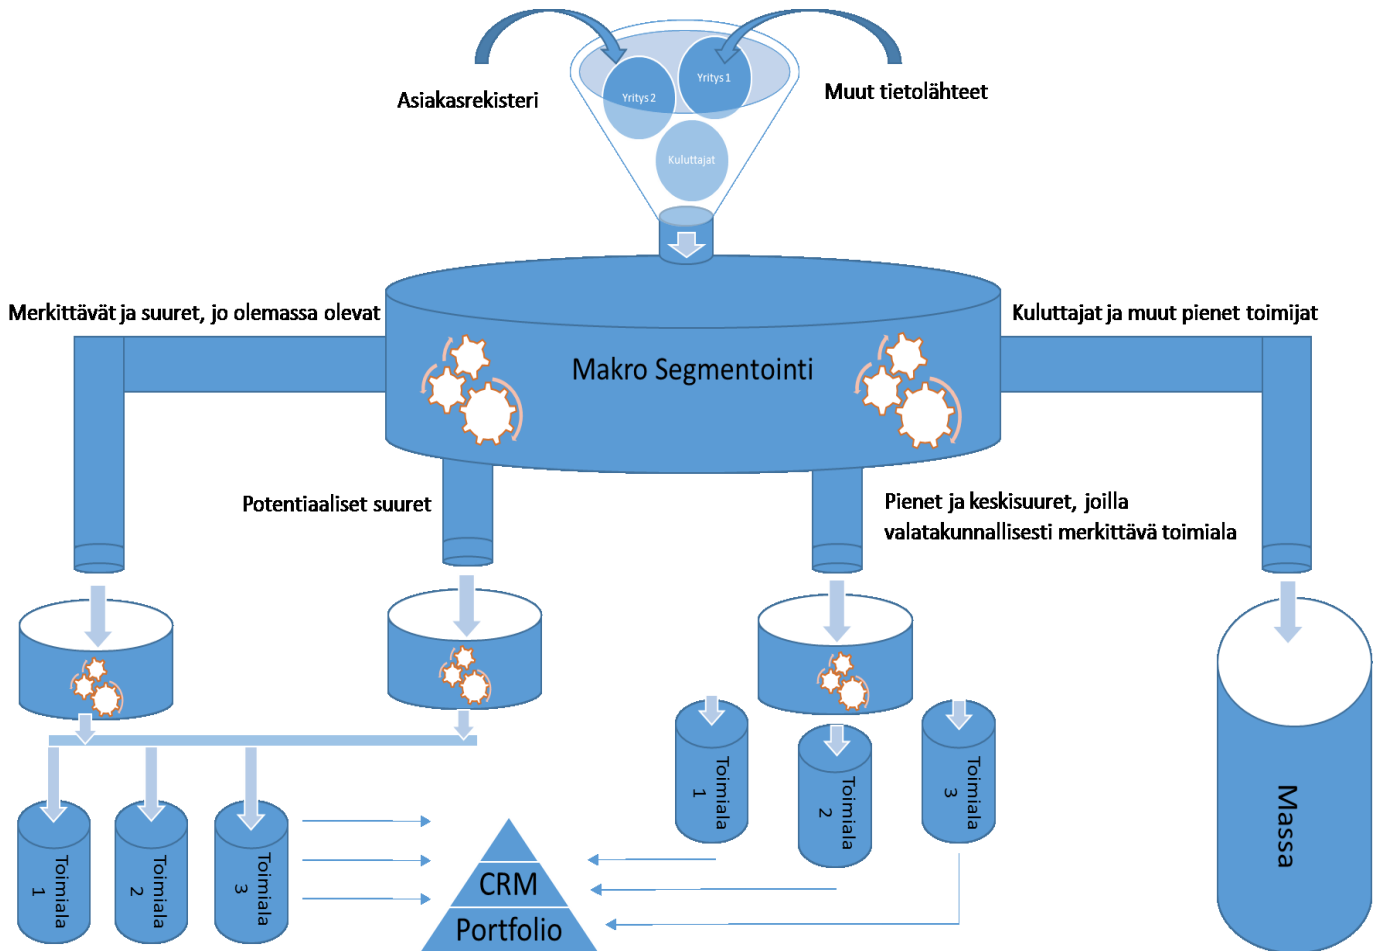 Yritys 1
Yritys 2
Asiakasrekisteri
Muut tietolähteet
Kuluttajat
Merkittävät ja suuret, jo olemassa olevat
Kuluttajat ja muut pienet toimijat
Makro Segmentointi
Potentiaaliset suuret
Pienet ja keskisuuret, joilla
valatakunnallisesti merkittävä toimiala
Toimiala
1
Toimiala
2
Toimiala
3
Massa
Toimiala
1
Toimiala
2
Toimiala
3
CRM
Portfolio